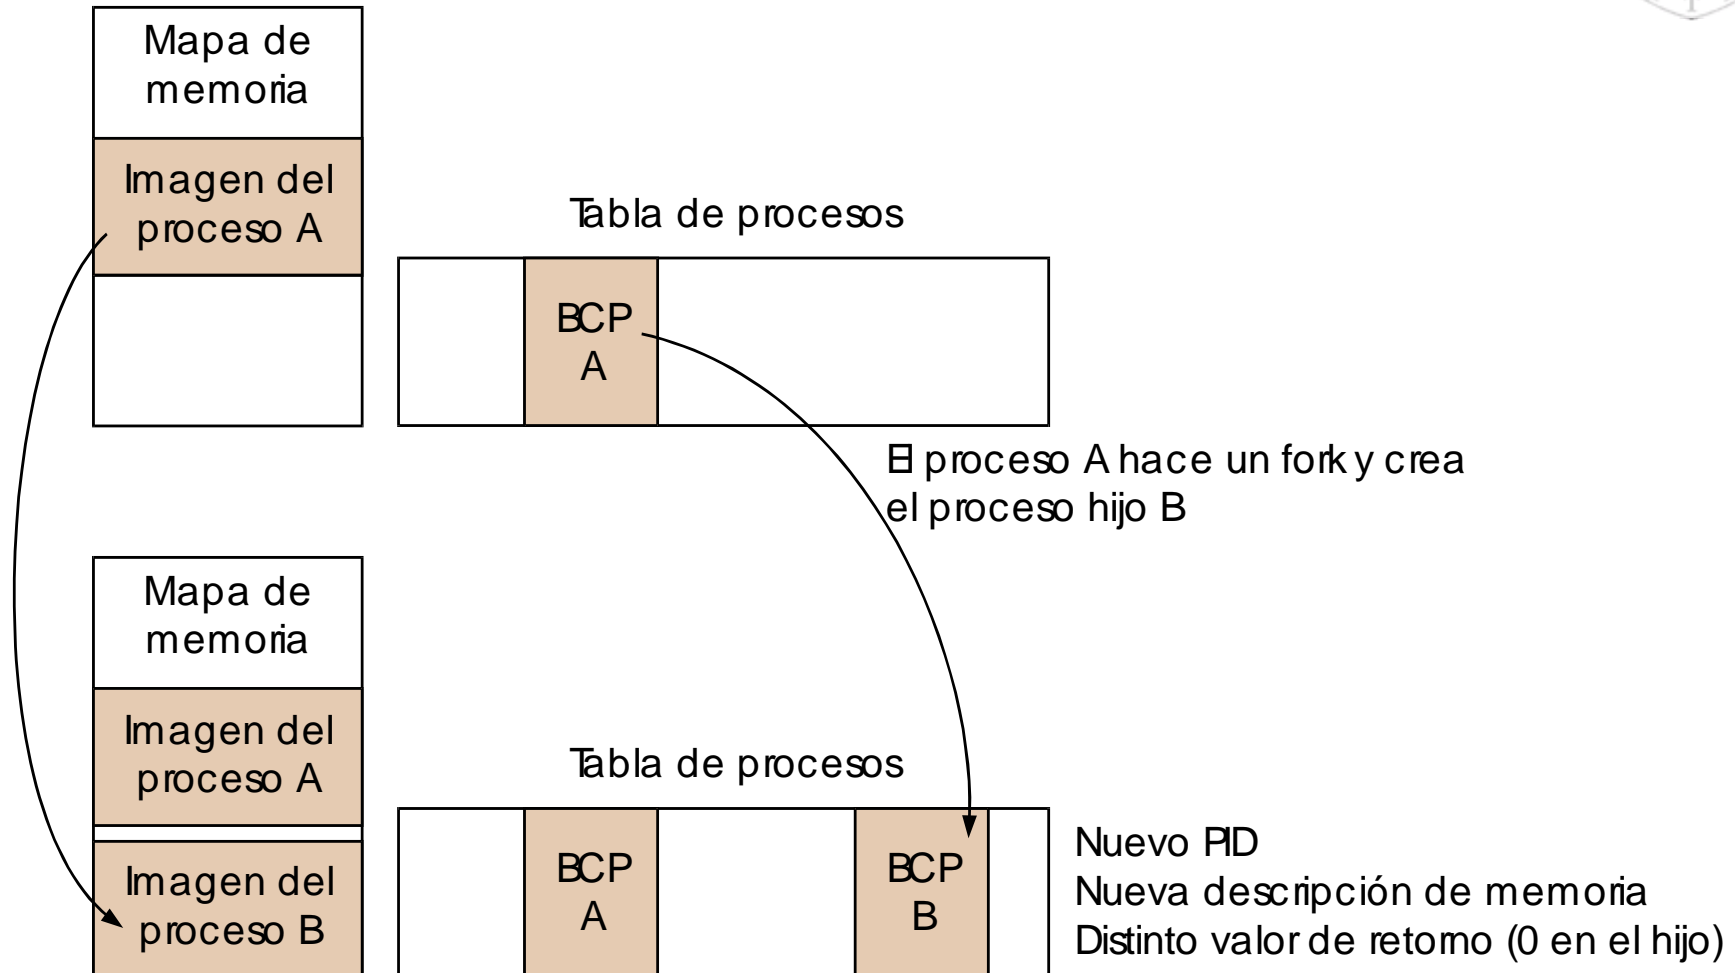 Mapa de
memoria
Imagen del
proceso A
Tabla de procesos
BCP
A
El proceso A hace un fork y crea
el proceso hijo B
Mapa de
memoria
Imagen del
proceso A
Imagen del
proceso B
Tabla de procesos
BCP
A
BCP
B
Nuevo PID
Nueva descripción de memoria
Distinto valor de retorno (0 en el hijo)